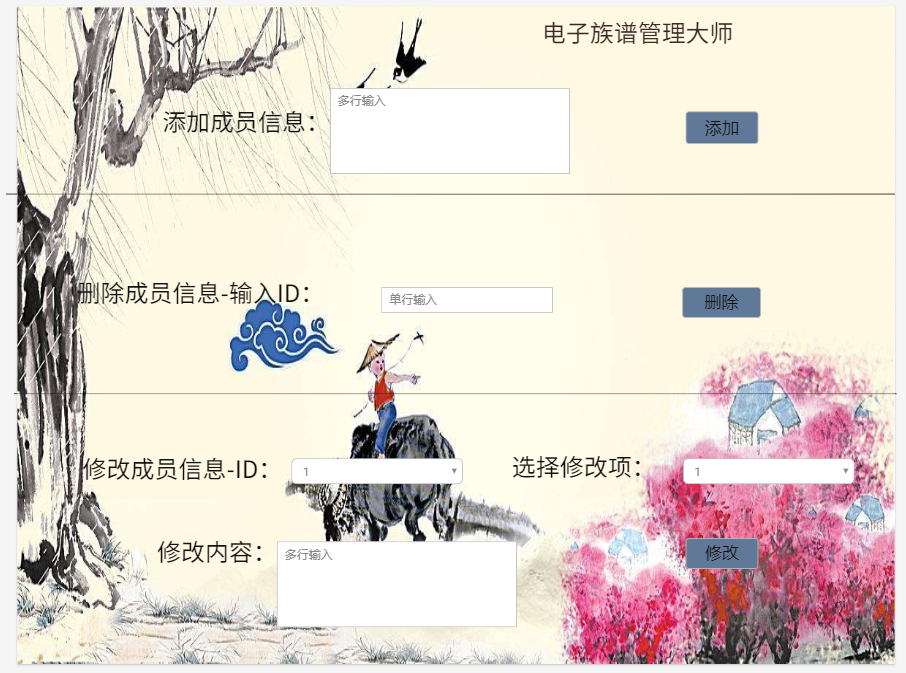 电子族谱管理大师
添加成员信息：
多行输入
添加
删除成员信息-输入ID：
单行输入
删除
修改成员信息-ID：
1
选择修改项：
1
修改内容：
多行输入
修改